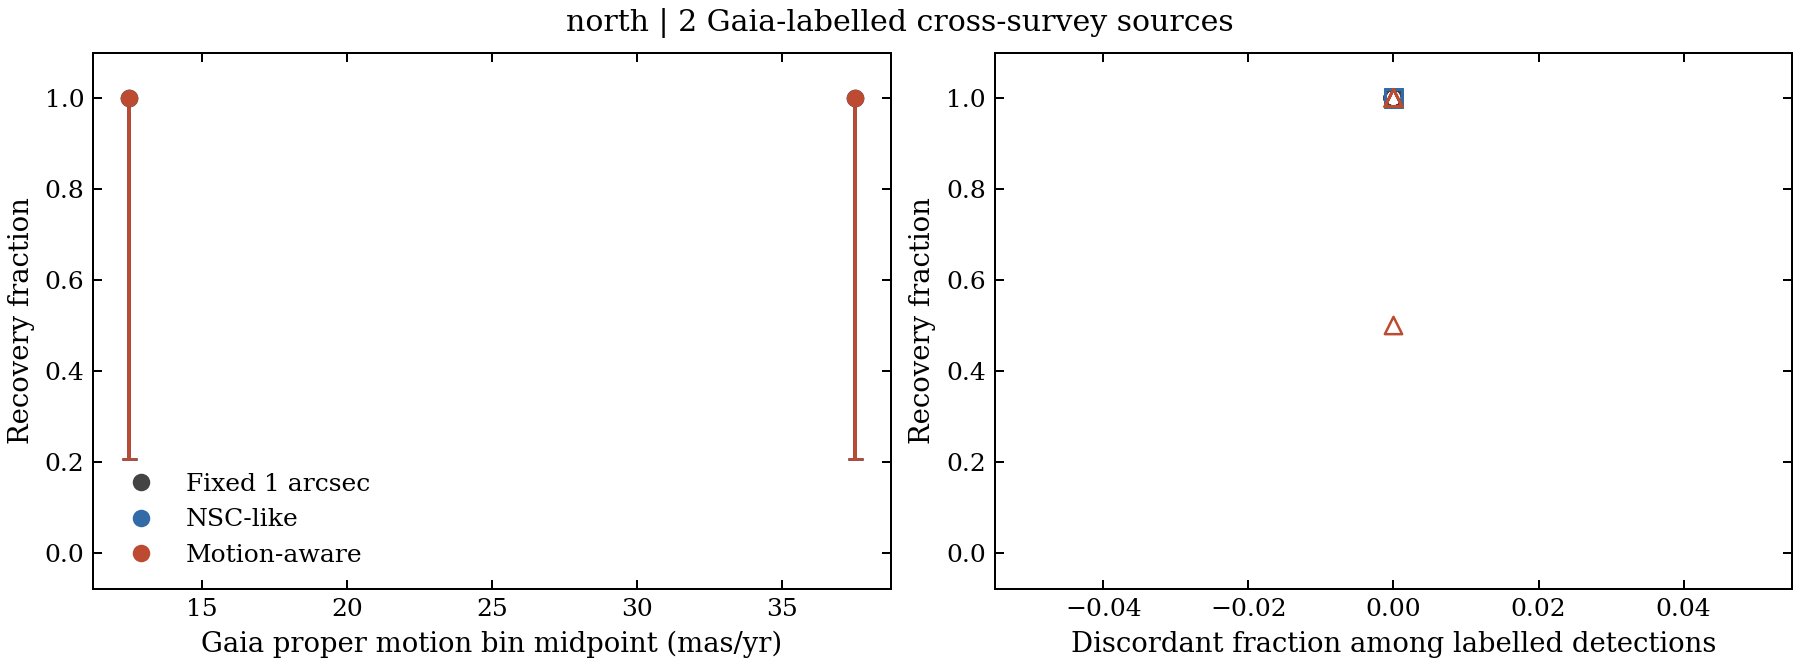 north | 2 Gaia-labelled cross-survey sources
Recovery fraction
1.0
0.8
0.6
0.4
0.2
0.0
Fixed 1 arcsec
NSC-like
Motion-aware
15 20 25 30 35
Gaia proper motion bin midpoint (mas/yr)
Recovery fraction
1.0
0.8
0.6
0.4
0.2
0.0
−0.04 −0.02 0.00 0.02 0.04
Discordant fraction among labelled detections